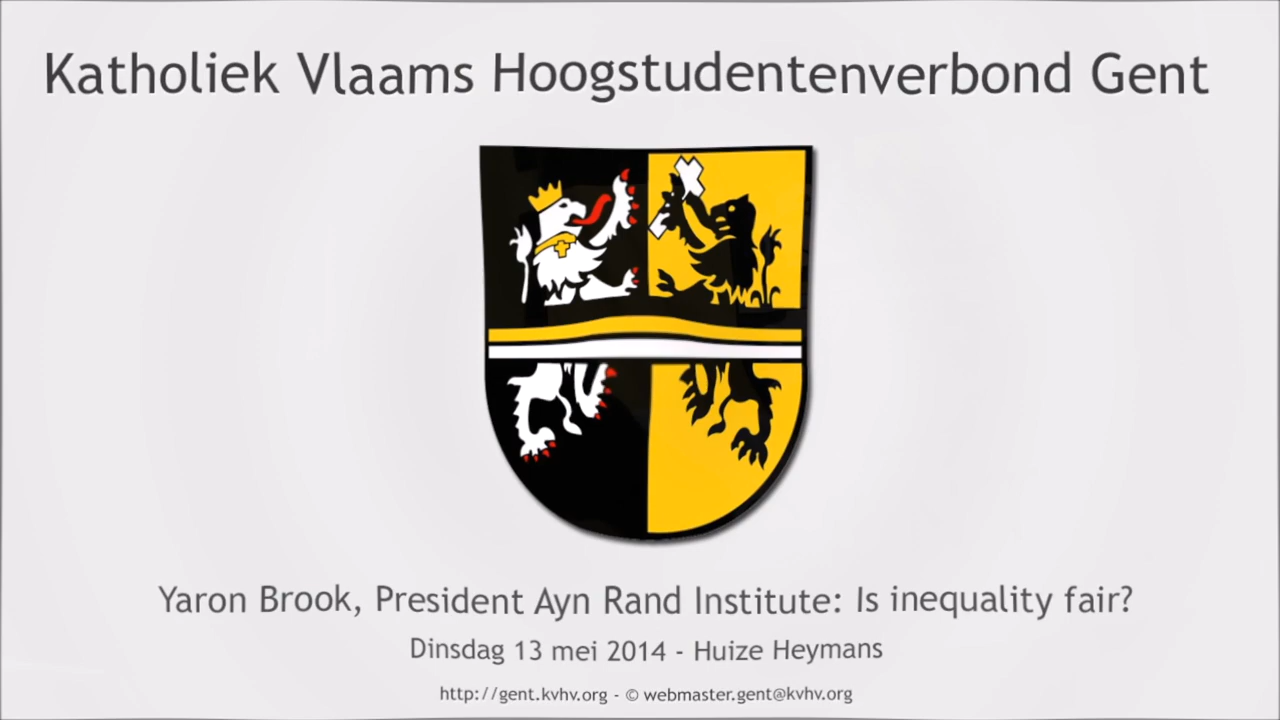 Katholiek Vlaams Hoogstudentenverbond Gent
Yaron Brook, President Ayn Rand Institute: Is inequality fair?
Dinsdag 13 mei 2014 - Huize Heymans
http://gent.kvhv.org - © webmaster.gent@kvhv.org